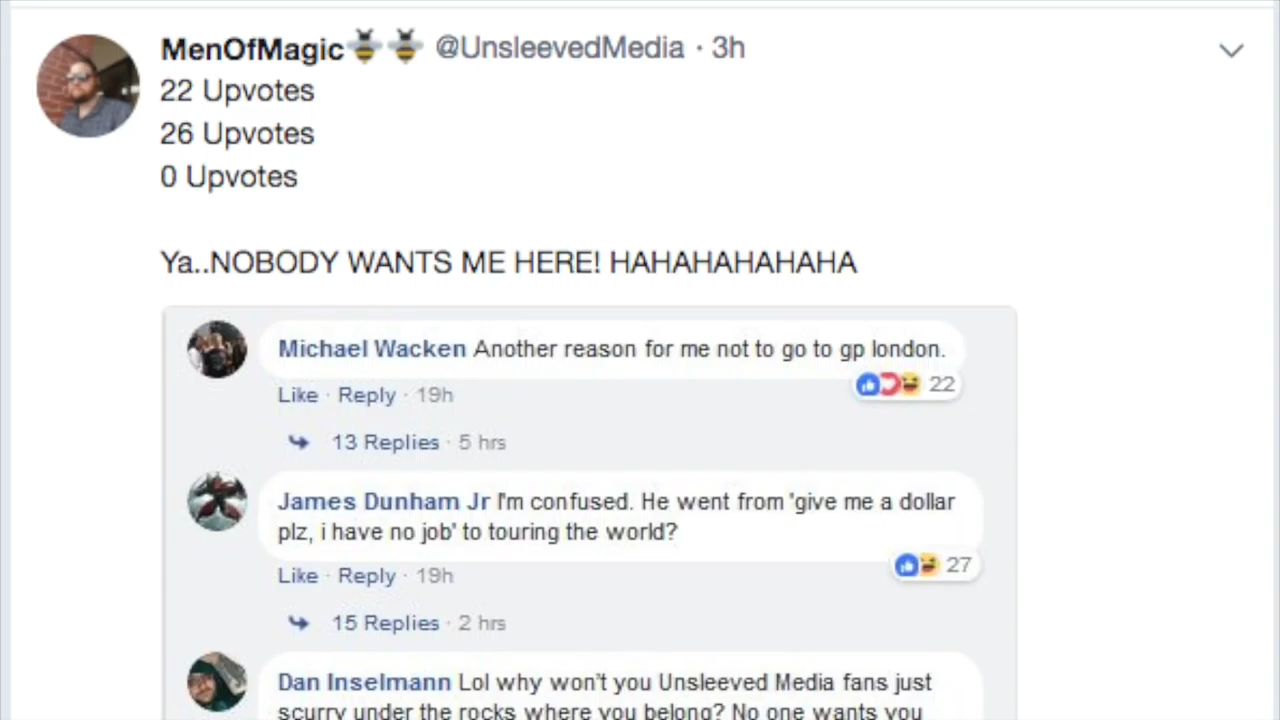 MenOfMagic🐝🐝 @UnsleevedMedia · 3h
22 Upvotes
26 Upvotes
0 Upvotes
Ya..NOBODY WANTS ME HERE! HAHAHAHAHAHA
Michael Wacken Another reason for me not to go to gp london.
22
Like · Reply · 19h
13 Replies · 5 hrs
James Dunham Jr I'm confused. He went from 'give me a dollar
plz, i have no job' to touring the world?
27
Like · Reply · 19h
15 Replies · 2 hrs
Dan Inselmann Lol why won't you Unsleeved Media fans just
scurry under the rocks where you belong? No one wants you